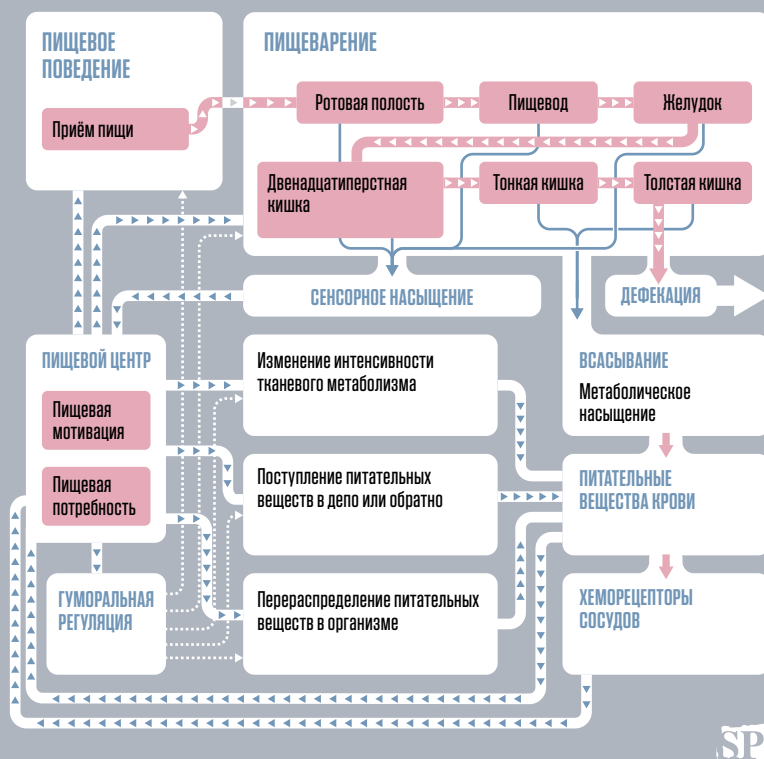 ПИЩЕВОЕ
ПОВЕДЕНИЕ
Приём пищи
ПИЩЕВАРЕНИЕ
Ротовая полость
Пищевод
Желудок
Двенадцатиперстная
кишка
Тонкая кишка
Толстая кишка
СЕНСОРНОЕ НАСЫЩЕНИЕ
ДЕФЕКАЦИЯ
ПИЩЕВОЙ ЦЕНТР
Пищевая
мотивация
Пищевая
потребность
Изменение интенсивности
тканевого метаболизма
ВСАСЫВАНИЕ
Метаболическое
насыщение
Поступление питательных
веществ в депо или обратно
ПИТАТЕЛЬНЫЕ
ВЕЩЕСТВА КРОВИ
ГУМОРАЛЬНАЯ
РЕГУЛЯЦИЯ
Перераспределение питательных
веществ в организме
ХЕМОРЕЦЕПТОРЫ
СОСУДОВ
SP